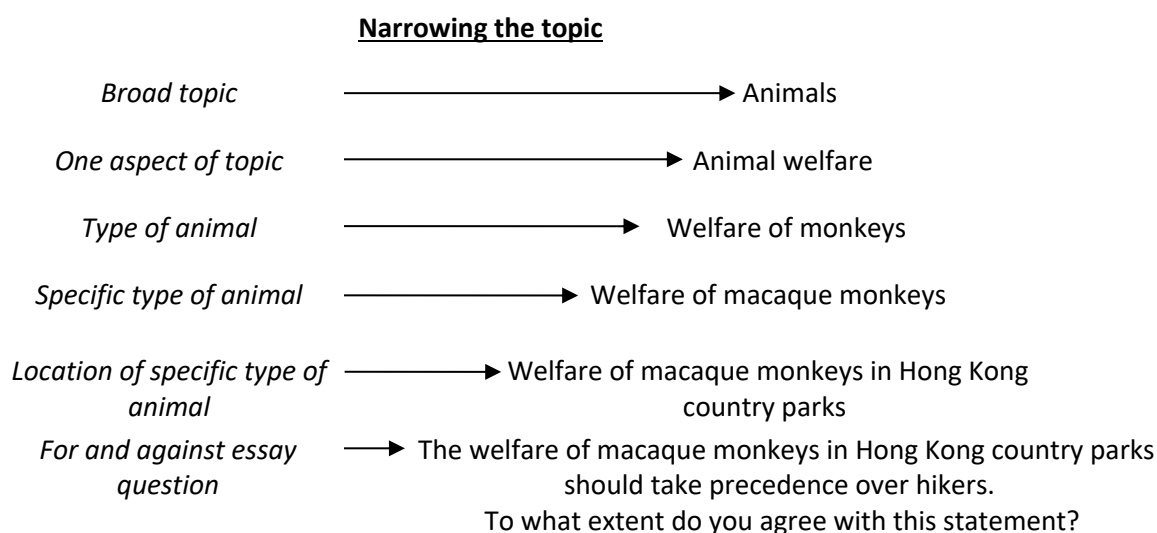 Narrowing the topic
Broad topic Animals
One aspect of topic Animal welfare
Type of animal Welfare of monkeys
Specific type of animal Welfare of macaque monkeys
Location of specific type of Welfare of macaque monkeys in Hong Kong
animal country parks
For and against essay The welfare of macaque monkeys in Hong Kong country parks
question should take precedence over hikers.
To what extent do you agree with this statement?